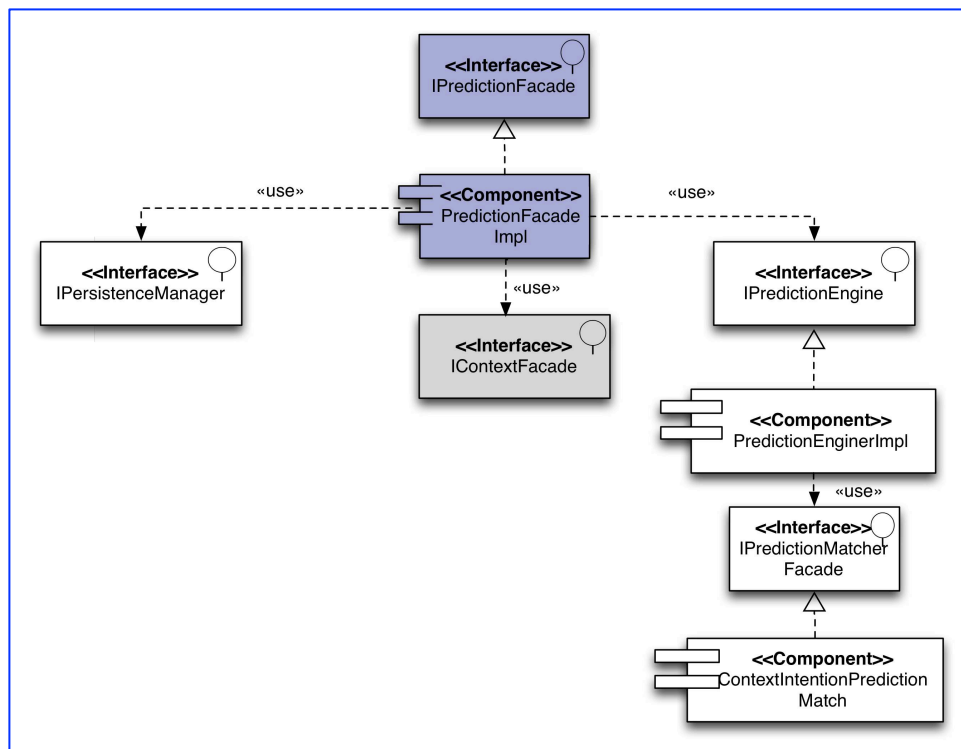 <<Interface>>
IPredictionFacade
«use»
<<Component>>
PredictionFacade
Impl
«use»
<<Interface>>
IPersistenceManager
«use»
<<Interface>>
IPredictionEngine
<<Interface>>
IContextFacade
<<Component>>
PredictionEnginerImpl
«use»
<<Interface>>
IPredictionMatcher
Facade
<<Component>>
ContextIntentionPrediction
Match